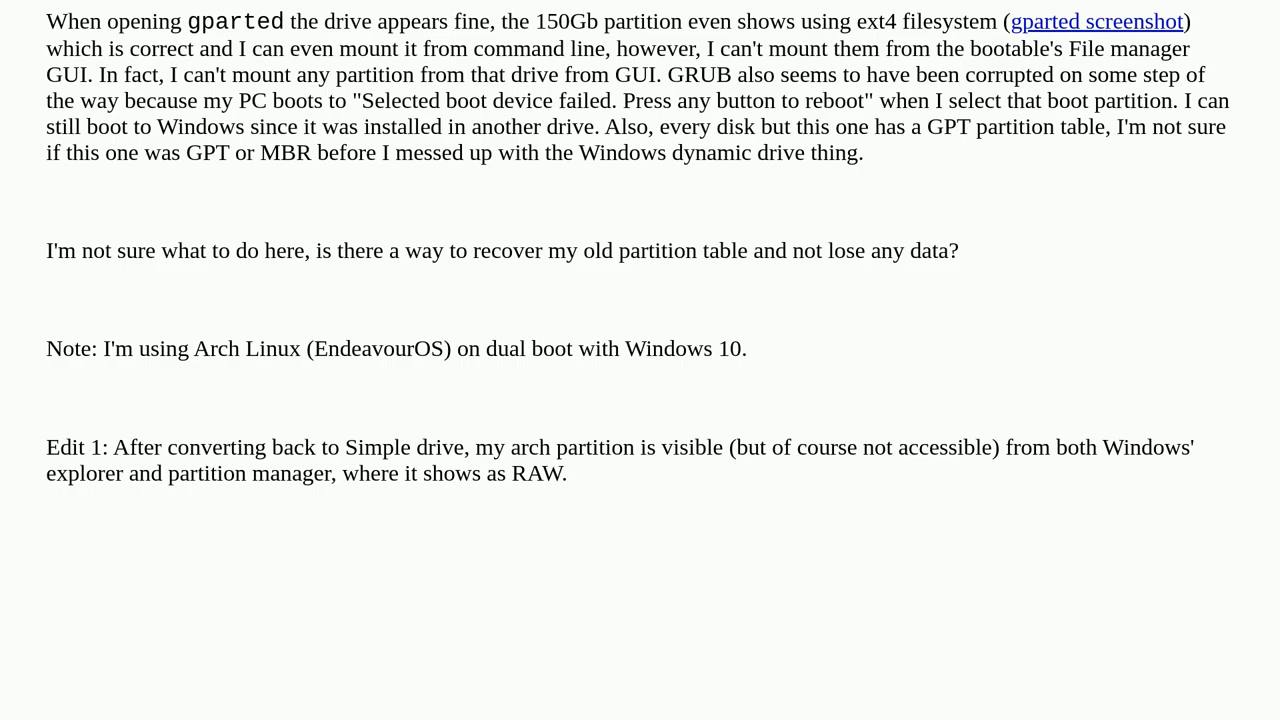 When opening gparted the drive appears fine, the 150Gb partition even shows using ext4 filesystem (gparted screenshot)
which is correct and I can even mount it from command line, however, I can't mount them from the bootable's File manager
GUI. In fact, I can't mount any partition from that drive from GUI. GRUB also seems to have been corrupted on some step of
the way because my PC boots to "Selected boot device failed. Press any button to reboot" when I select that boot partition. I can
still boot to Windows since it was installed in another drive. Also, every disk but this one has a GPT partition table, I'm not sure
if this one was GPT or MBR before I messed up with the Windows dynamic drive thing.
I'm not sure what to do here, is there a way to recover my old partition table and not lose any data?
Note: I'm using Arch Linux (EndeavourOS) on dual boot with Windows 10.
Edit 1: After converting back to Simple drive, my arch partition is visible (but of course not accessible) from both Windows'
explorer and partition manager, where it shows as RAW.